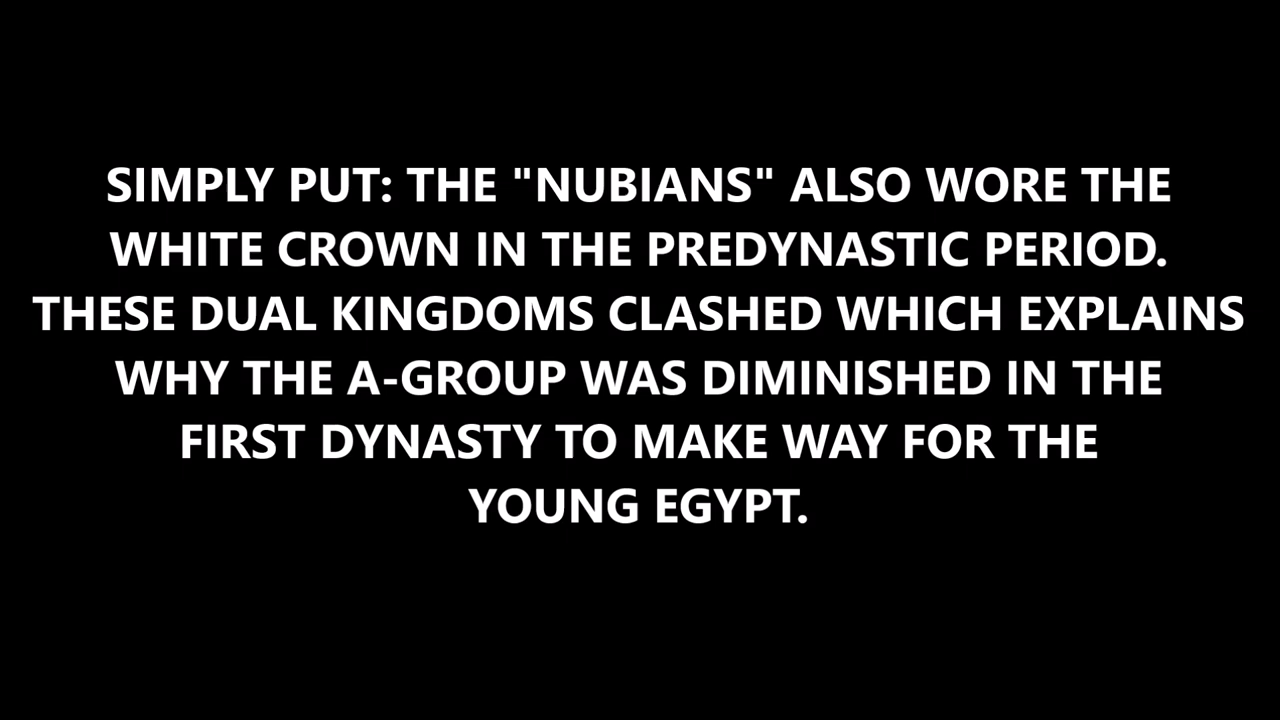 SIMPLY PUT: THE "NUBIANS" ALSO WORE THE
WHITE CROWN IN THE PREDYNASTIC PERIOD.
THESE DUAL KINGDOMS CLASHED WHICH EXPLAINS
WHY THE A-GROUP WAS DIMINISHED IN THE
FIRST DYNASTY TO MAKE WAY FOR THE
YOUNG EGYPT.